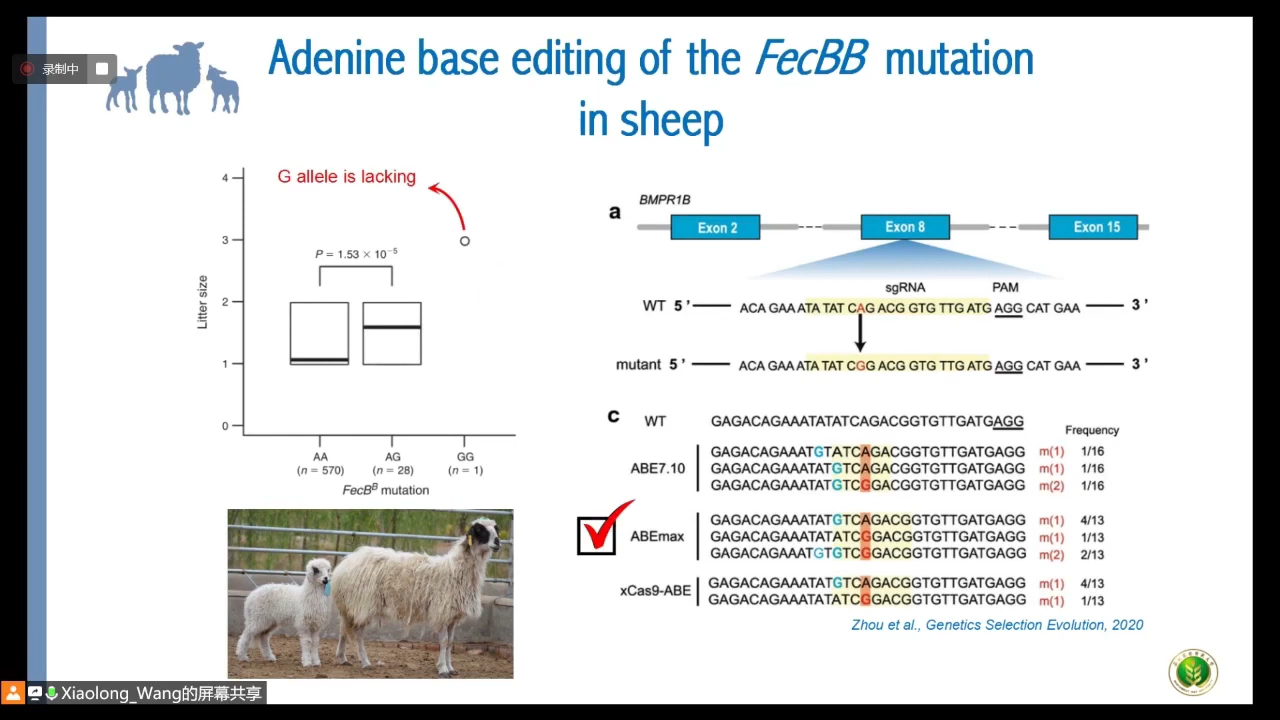 录制中
Adenine base editing of the FecBB mutation
in sheep
G allele is lacking
4
3
2
1
0
Litter size
P = 1.53 × 10⁻⁵
AA
(n = 570)
AG
(n = 28)
GG
(n = 1)
FecBᴮ mutation
a
BMPR1B
Exon 2
Exon 8
Exon 15
sgRNA
PAM
WT 5' ACA GAA ATA TAT CAG ACG GTG TTG ATG AGG CAT GAA 3'
mutant 5' ACA GAA ATA TAT CGG ACG GTG TTG ATG AGG CAT GAA 3'
c
WT GAGACAGAAATATATCAGACGGTGTTGATGAGG
Frequency
ABE7.10
GAGACAGAAATGTATCAGACGGTGTTGATGAGG m(1) 1/16
GAGACAGAAATATGTCAGACGGTGTTGATGAGG m(1) 1/16
GAGACAGAAATATGTCGGACGGTGTTGATGAGG m(2) 1/16
ABEmax
GAGACAGAAATATGTCAGACGGTGTTGATGAGG m(1) 4/13
GAGACAGAAATATATCGGACGGTGTTGATGAGG m(1) 1/13
GAGACAGAAATGTGTCGGACGGTGTTGATGAGG m(2) 2/13
xCas9-ABE
GAGACAGAAATATGTCAGACGGTGTTGATGAGG m(1) 4/13
GAGACAGAAATATATCGGACGGTGTTGATGAGG m(1) 1/13
Zhou et al., Genetics Selection Evolution, 2020
Xiaolong_Wang的屏幕共享